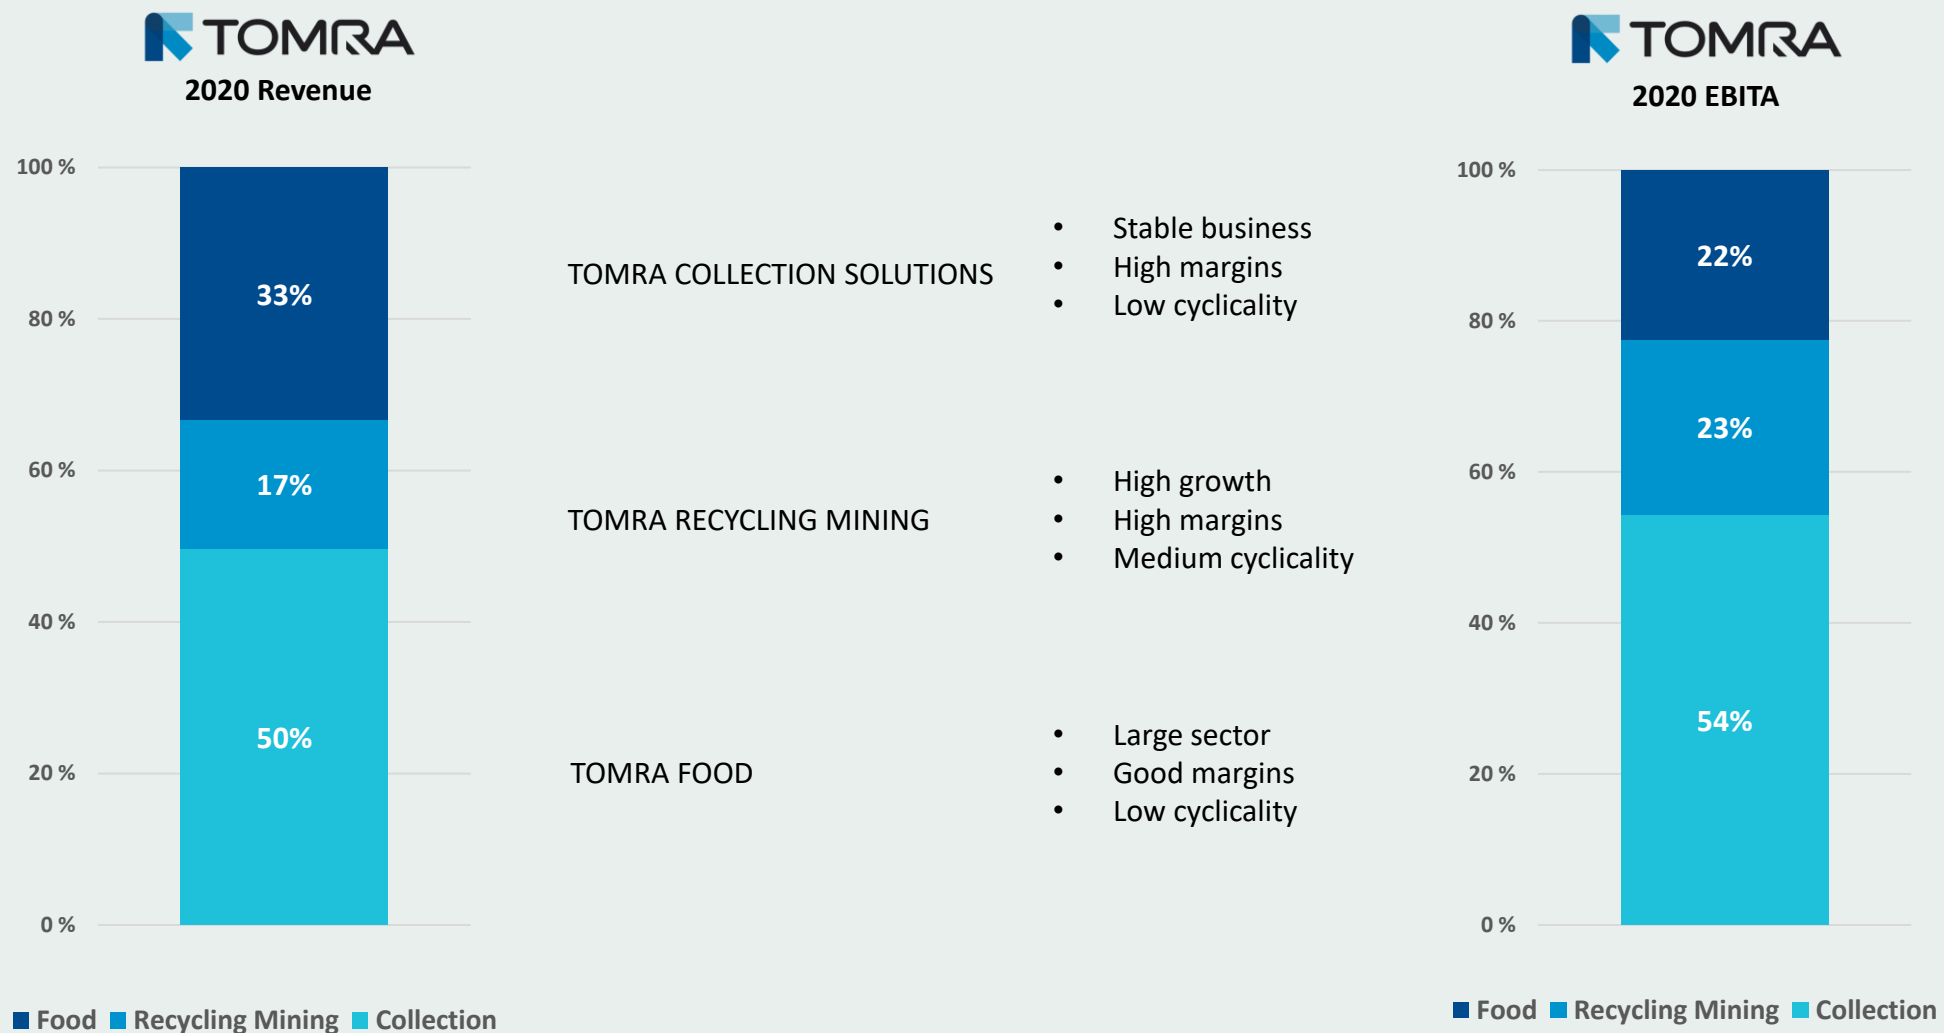 TOMRA
2020 Revenue
100 %
80 %
60 %
40 %
20 %
0 %
33%
17%
50%
Food Recycling Mining Collection
TOMRA COLLECTION SOLUTIONS
• Stable business
• High margins
• Low cyclicality
TOMRA RECYCLING MINING
• High growth
• High margins
• Medium cyclicality
TOMRA FOOD
• Large sector
• Good margins
• Low cyclicality
TOMRA
2020 EBITA
100 %
80 %
60 %
40 %
20 %
0 %
22%
23%
54%
Food Recycling Mining Collection